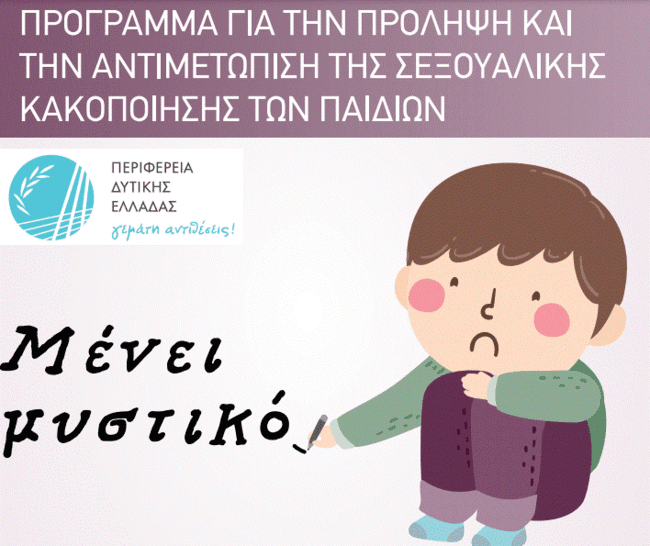 ΠΡΟΓΡΑΜΜΑ ΓΙΑ ΤΗΝ ΠΡΟΛΗΨΗ ΚΑΙ
ΤΗΝ ΑΝΤΙΜΕΤΩΠΙΣΗ ΤΗΣ ΣΕΞΟΥΑΛΙΚΗΣ
ΚΑΚΟΠΟΙΗΣΗΣ ΤΩΝ ΠΑΙΔΙΩΝ
ΠΕΡΙΦΕΡΕΙΑ
ΔΥΤΙΚΗΣ
ΕΛΛΑΔΑΣ
γεμάτη αντιθέσεις!
Μένει
μυστικό